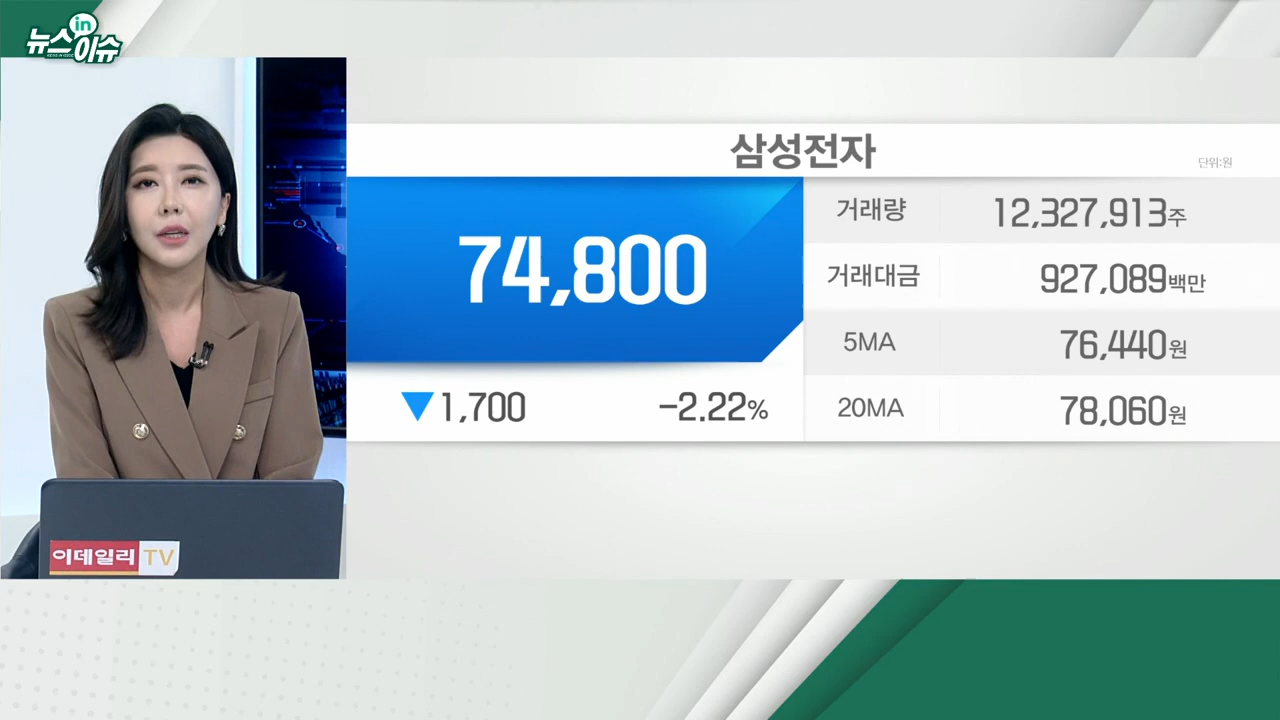 뉴스in이슈
삼성전자
단위:원
74,800
▼1,700 -2.22%
거래량 12,327,913주
거래대금 927,089백만
5MA 76,440원
20MA 78,060원
이데일리TV